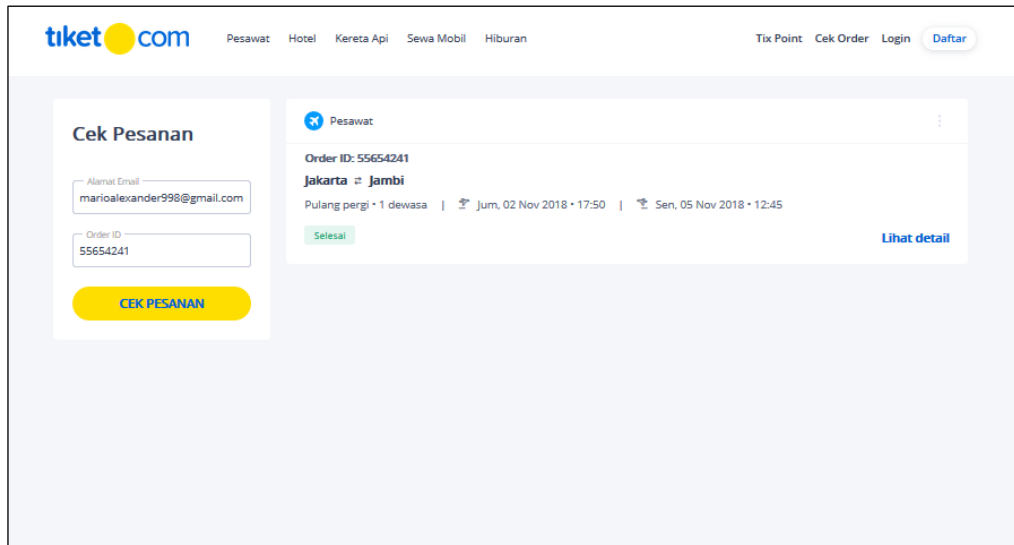 tiket com Pesawat Hotel Kereta Api Sewa Mobil Hiburan Tix Point Cek Order Login Daftar
Cek Pesanan
Alamat Email
marioalexander998@gmail.com
Order ID
55654241
CEK PESANAN
Pesawat
Order ID: 55654241
Jakarta ⇄ Jambi
Pulang pergi • 1 dewasa | Jum, 02 Nov 2018 • 17:50 | Sen, 05 Nov 2018 • 12:45
Selesai
Lihat detail